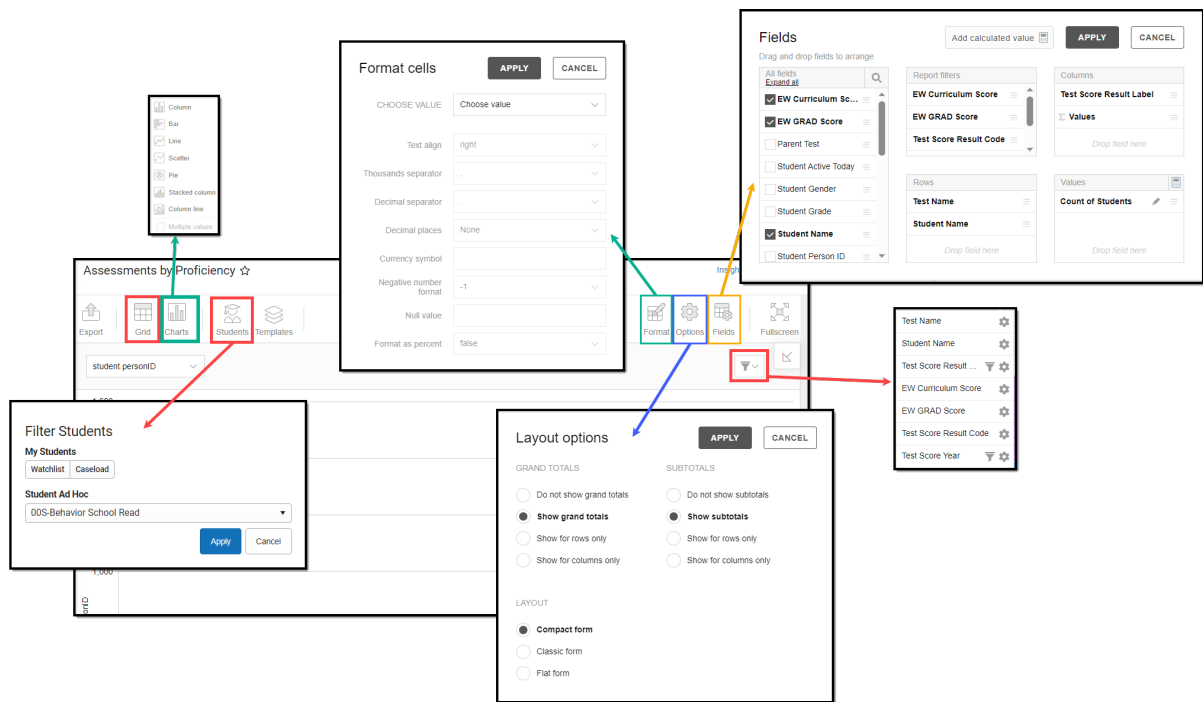 Fields
Add calculated value
APPLY
CANCEL
Drag and drop fields to arrange
All fields
Expand all
EW Curriculum Sc...
EW GRAD Score
Parent Test
Student Active Today
Student Gender
Student Grade
Student Name
Student Person ID
Report filters
EW Curriculum Score
EW GRAD Score
Test Score Result Code
Columns
Test Score Result Label
Σ Values
Drop field here
Rows
Test Name
Student Name
Drop field here
Values
Count of Students
Drop field here
Format cells
APPLY
CANCEL
CHOOSE VALUE
Choose value
Text align
right
Thousands separator
,
Decimal separator
.
Decimal places
None
Currency symbol
Negative number
format
-1
Null value
Format as percent
false
Column
Bar
Line
Scatter
Pie
Stacked column
Column line
Multiple values
Assessments by Proficiency
Insigh
Export
Grid
Charts
Students
Templates
Format
Options
Fields
Fullscreen
student.personID
1,600
1,000
onID
Test Name
Student Name
Test Score Result ...
EW Curriculum Score
EW GRAD Score
Test Score Result Code
Test Score Year
Filter Students
My Students
Watchlist
Caseload
Student Ad Hoc
00S-Behavior School Read
Apply
Cancel
Layout options
APPLY
CANCEL
GRAND TOTALS
Do not show grand totals
Show grand totals
Show for rows only
Show for columns only
SUBTOTALS
Do not show subtotals
Show subtotals
Show for rows only
Show for columns only
LAYOUT
Compact form
Classic form
Flat form